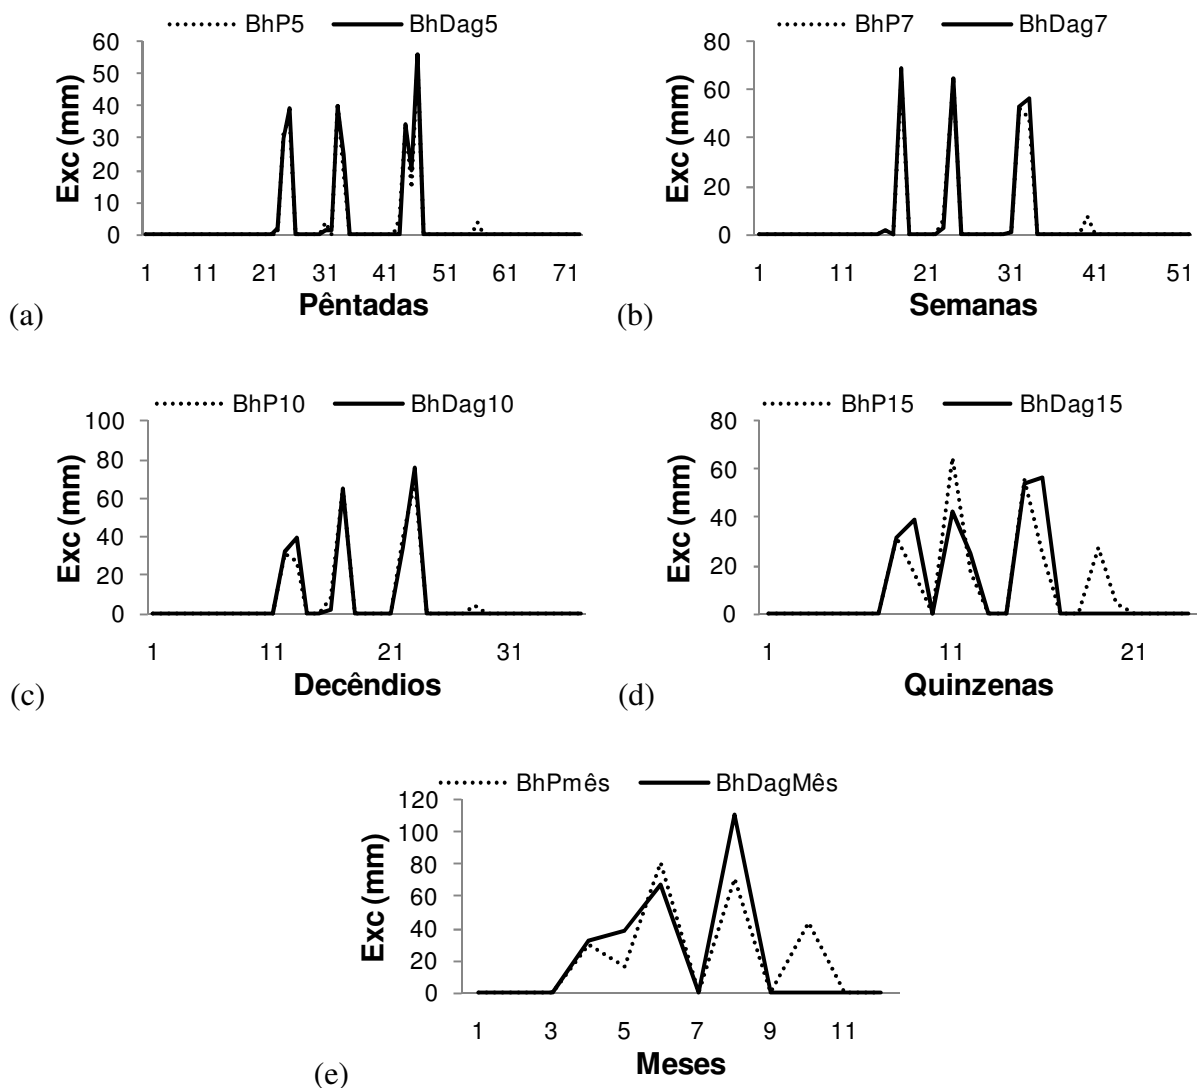 BhP5 BhDag5
60
50
40
30
20
10
0
Exc (mm)
1 11 21 31 41 51 61 71
Pêntadas
(a)
BhP7 BhDag7
80
60
40
20
0
Exc (mm)
1 11 21 31 41 51
Semanas
(b)
BhP10 BhDag10
100
80
60
40
20
0
Exc (mm)
1 11 21 31
Decêndios
(c)
BhP15 BhDag15
80
60
40
20
0
Exc (mm)
1 11 21
Quinzenas
(d)
BhPmês BhDagMês
120
100
80
60
40
20
0
Exc (mm)
1 3 5 7 9 11
Meses
(e)